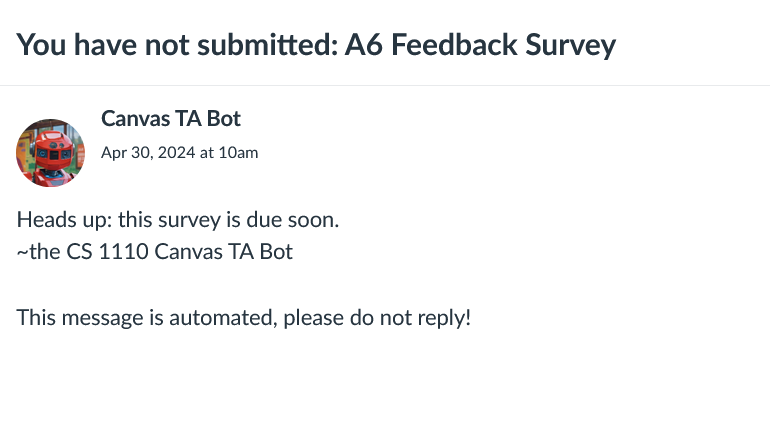 You have not submitted: A6 Feedback Survey
Canvas TA Bot
Apr 30, 2024 at 10am
Heads up: this survey is due soon.
~the CS 1110 Canvas TA Bot
This message is automated, please do not reply!